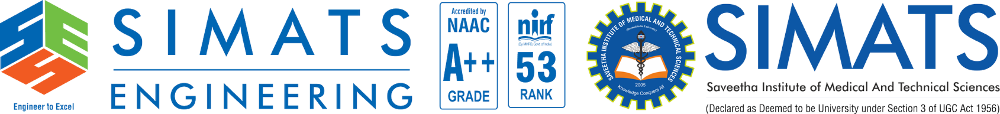 SES
Engineer to Excel
SIMATS
ENGINEERING
Accredited by
NAAC
A++
GRADE
nirf
(By MHRD, Govt. of India)
53
RANK
SAVEETHA INSTITUTE OF MEDICAL AND TECHNICAL SCIENCES
(Deemed to be University)
2005
Knowledge Conquers All
SIMATS
Saveetha Institute of Medical And Technical Sciences
(Declared as Deemed to be University under Section 3 of UGC Act 1956)